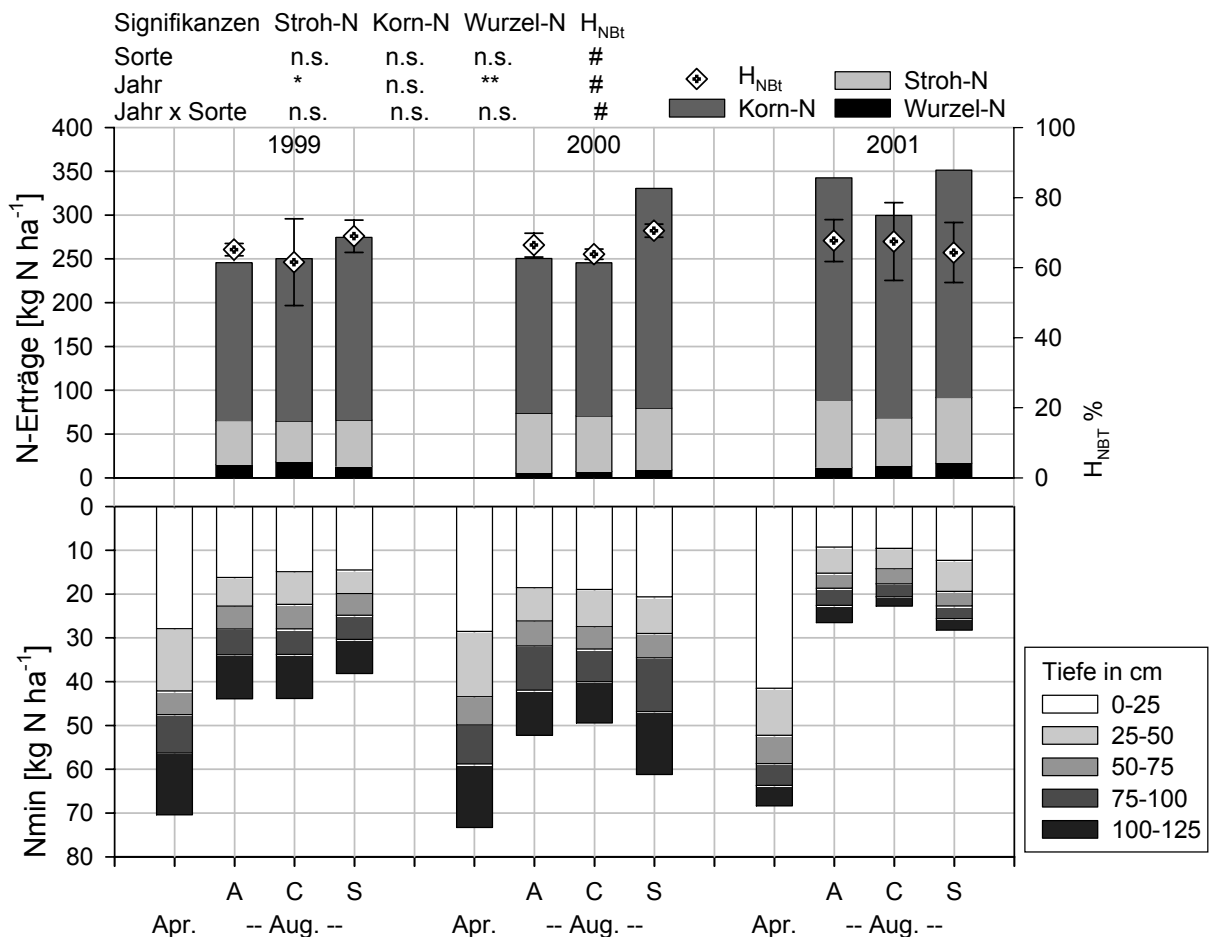 Signifikanzen Stroh-N Korn-N Wurzel-N H_NBt
Sorte n.s. n.s. n.s. #
Jahr * n.s. ** #
Jahr x Sorte n.s. n.s. n.s. #
H_NBt Stroh-N
Korn-N Wurzel-N
1999 2000 2001
N-Erträge [kg N ha⁻¹]
400
350
300
250
200
150
100
50
0
100
80
60
40
20
0
H_NBT %
Nmin [kg N ha⁻¹]
0
10
20
30
40
50
60
70
80
Tiefe in cm
0-25
25-50
50-75
75-100
100-125
A C S A C S A C S
Apr. -- Aug. -- Apr. -- Aug. -- Apr. -- Aug. --